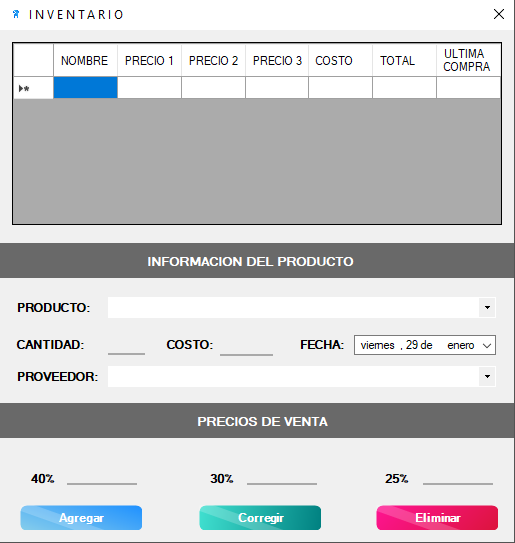 INVENTARIO
NOMBRE PRECIO 1 PRECIO 2 PRECIO 3 COSTO TOTAL ULTIMA COMPRA
INFORMACION DEL PRODUCTO
PRODUCTO:
CANTIDAD: COSTO: FECHA: viernes , 29 de enero
PROVEEDOR:
PRECIOS DE VENTA
40% 30% 25%
Agregar Corregir Eliminar